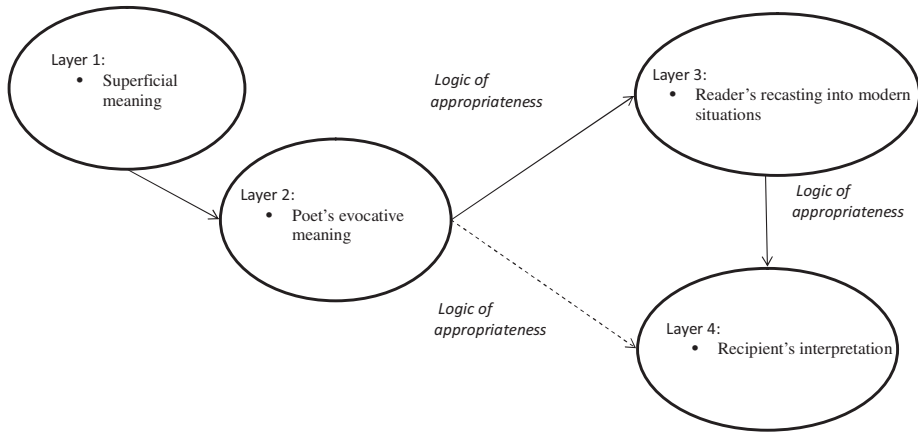 Layer 1:
• Superficial
meaning
Layer 2:
• Poet's evocative
meaning
Logic of
appropriateness
Layer 3:
• Reader's recasting into modern
situations
Logic of
appropriateness
Logic of
appropriateness
Layer 4:
• Recipient's interpretation